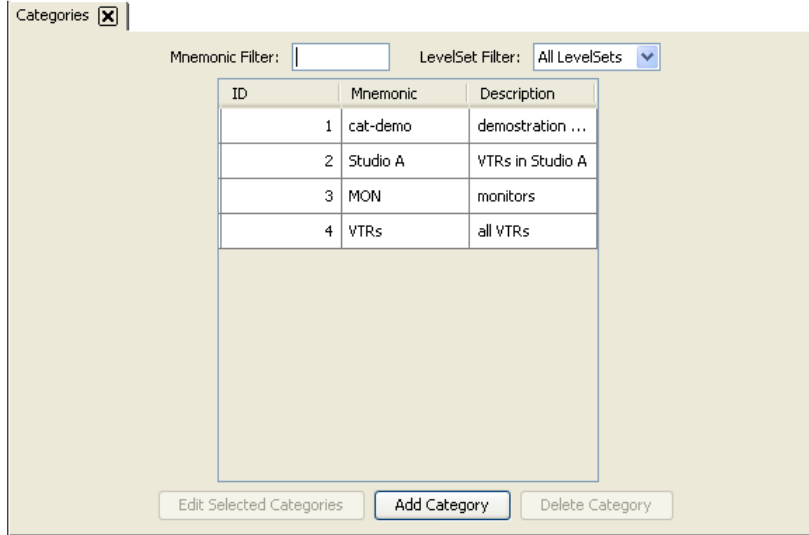 Categories
Mnemonic Filter: LevelSet Filter: All LevelSets
ID Mnemonic Description
1 cat-demo demostration ...
2 Studio A VTRs in Studio A
3 MON monitors
4 VTRs all VTRs
Edit Selected Categories Add Category Delete Category